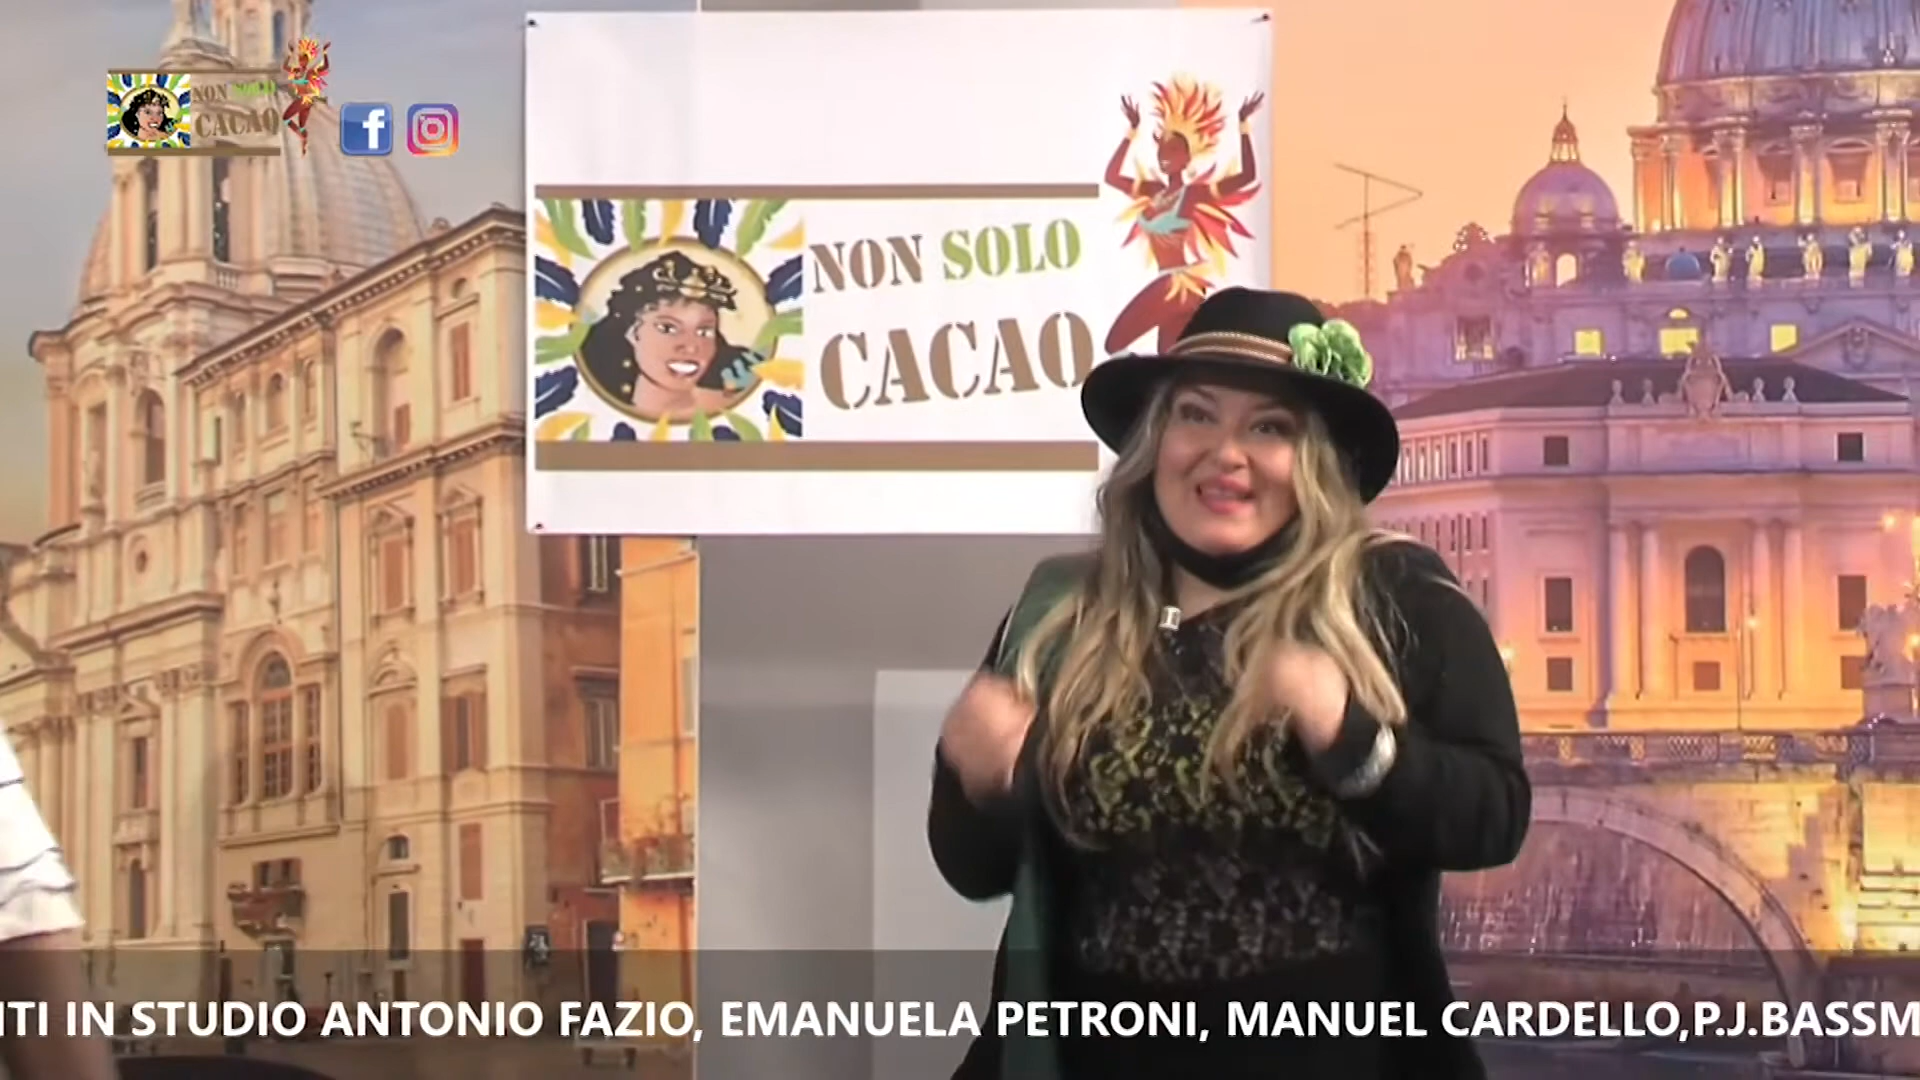 NON SOLO
CACAO
NON SOLO
CACAO
ITI IN STUDIO ANTONIO FAZIO, EMANUELA PETRONI, MANUEL CARDELLO,P.J.BASSM